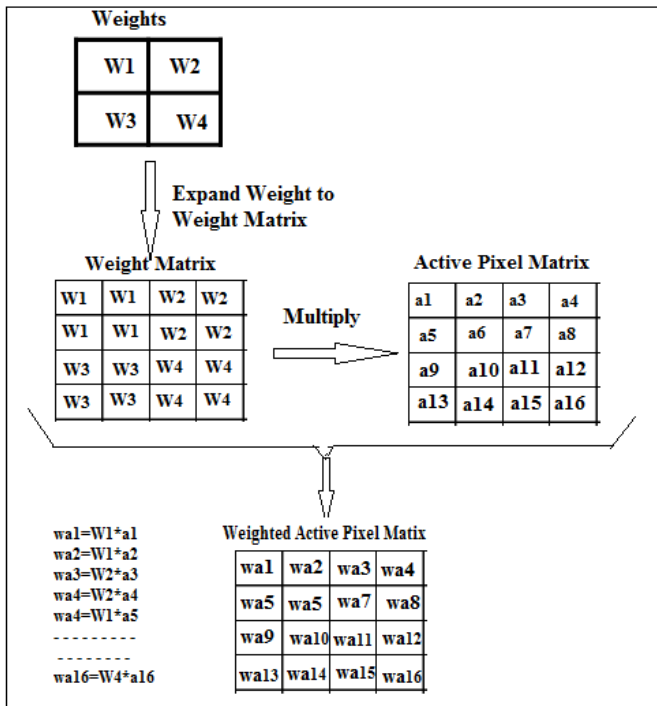 Weights
W1 W2
W3 W4
Expand Weight to
Weight Matrix
Weight Matrix
W1 W1 W2 W2
W1 W1 W2 W2
W3 W3 W4 W4
W3 W3 W4 W4
Multiply
Active Pixel Matrix
a1 a2 a3 a4
a5 a6 a7 a8
a9 a10 a11 a12
a13 a14 a15 a16
wa1=W1*a1
wa2=W1*a2
wa3=W2*a3
wa4=W2*a4
wa4=W1*a5
- - - - - - - - -
- - - - - - - -
wa16=W4*a16
Weighted Active Pixel Matix
wa1 wa2 wa3 wa4
wa5 wa5 wa7 wa8
wa9 wa10 wa11 wa12
wa13 wa14 wa15 wa16